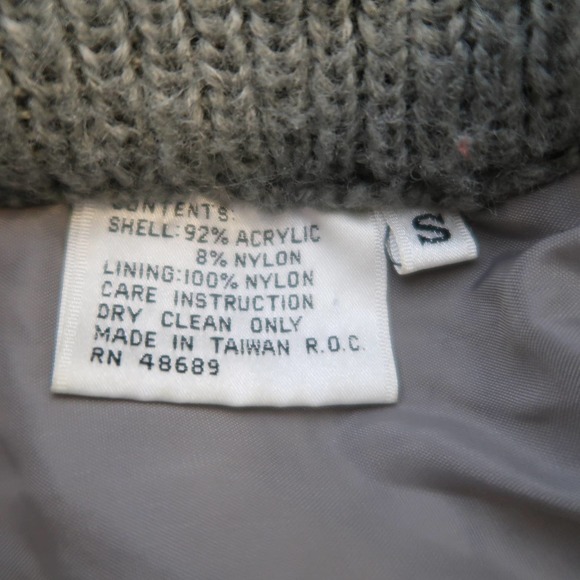 CONTENTS:
SHELL:92% ACRYLIC
8% NYLON
LINING:100% NYLON
CARE INSTRUCTION
DRY CLEAN ONLY
MADE IN TAIWAN R.O.C.
RN 48689
S